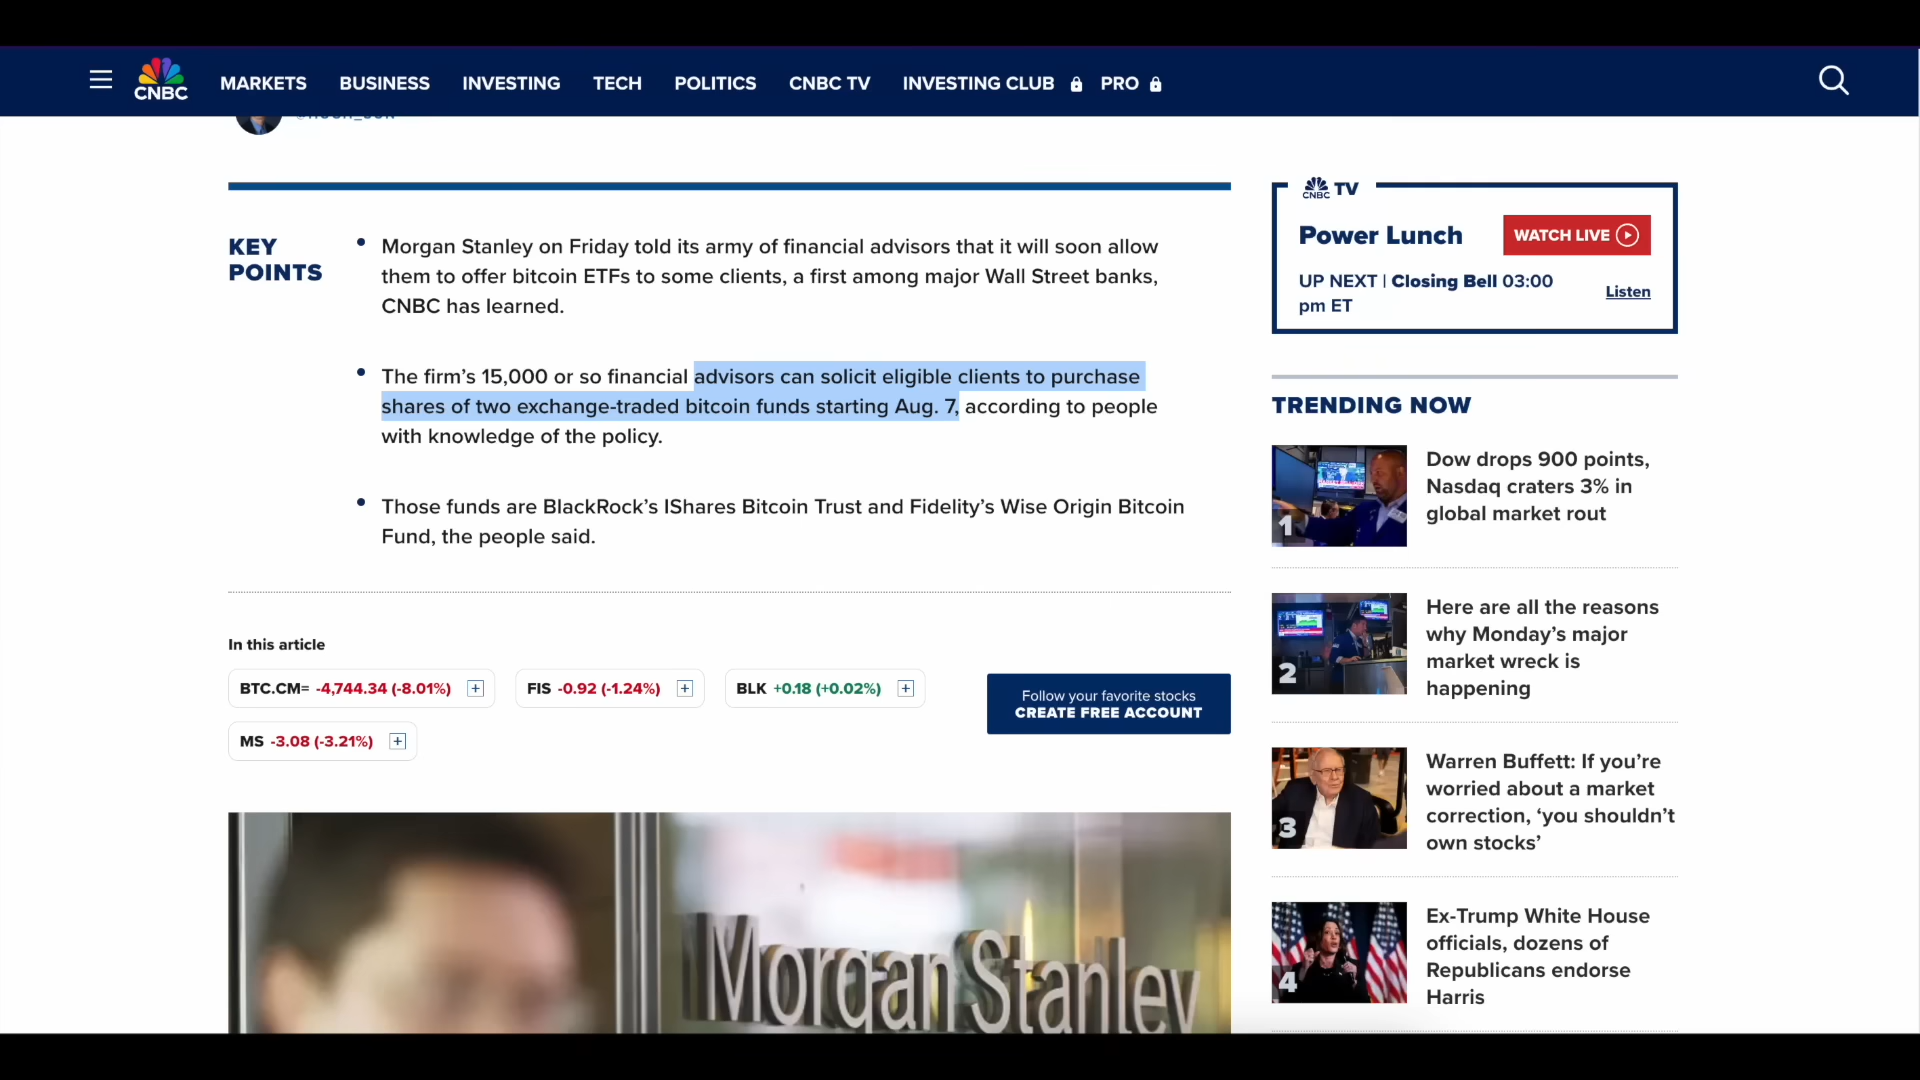 CNBC
MARKETS
BUSINESS
INVESTING
TECH
POLITICS
CNBC TV
INVESTING CLUB
PRO
KEY
POINTS
Morgan Stanley on Friday told its army of financial advisors that it will soon allow
them to offer bitcoin ETFs to some clients, a first among major Wall Street banks,
CNBC has learned.
The firm’s 15,000 or so financial advisors can solicit eligible clients to purchase
shares of two exchange-traded bitcoin funds starting Aug. 7, according to people
with knowledge of the policy.
Those funds are BlackRock’s IShares Bitcoin Trust and Fidelity’s Wise Origin Bitcoin
Fund, the people said.
In this article
BTC.CM= -4,744.34 (-8.01%)
FIS -0.92 (-1.24%)
BLK +0.18 (+0.02%)
MS -3.08 (-3.21%)
Follow your favorite stocks
CREATE FREE ACCOUNT
Morgan Stanley
CNBC TV
Power Lunch
WATCH LIVE
UP NEXT | Closing Bell 03:00
pm ET
Listen
TRENDING NOW
1
Dow drops 900 points,
Nasdaq craters 3% in
global market rout
2
Here are all the reasons
why Monday’s major
market wreck is
happening
3
Warren Buffett: If you’re
worried about a market
correction, ‘you shouldn’t
own stocks’
4
Ex-Trump White House
officials, dozens of
Republicans endorse
Harris